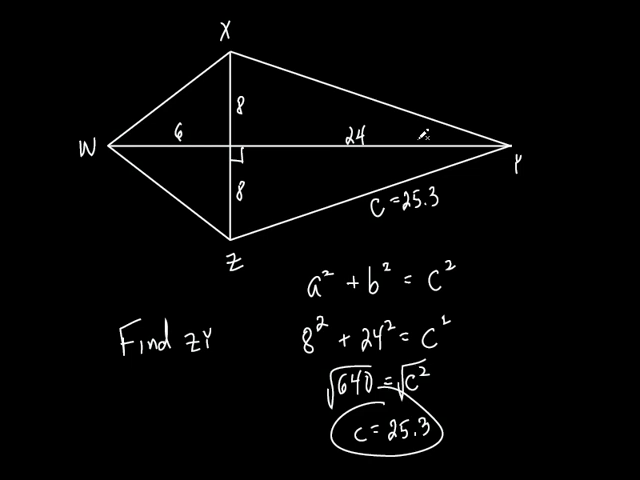 X
8
6
24
W
Y
8
C = 25.3
Z
a² + b² = c²
Find ZY
8² + 24² = c²
√640 = √c²
c = 25.3